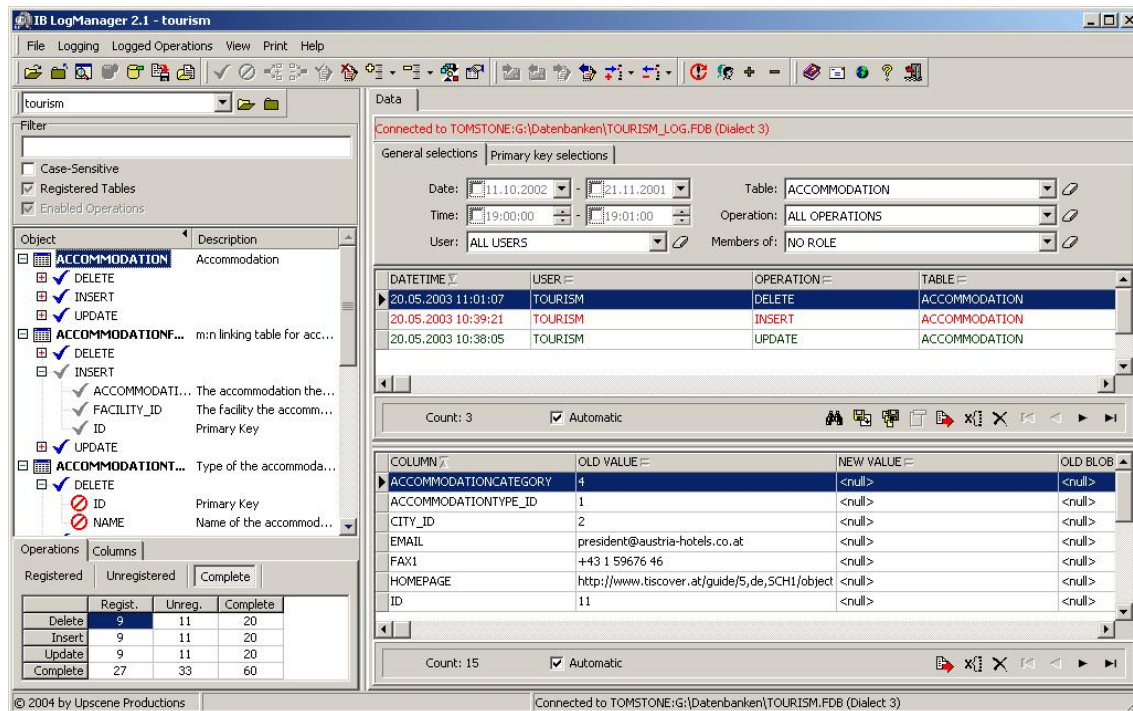 IB LogManager 2.1 - tourism
File Logging Logged Operations View Print Help
tourism
Filter
Case-Sensitive
Registered Tables
Enabled Operations
Object Description
ACCOMMODATION Accommodation
DELETE
INSERT
UPDATE
ACCOMMODATIONF... m:n linking table for acc...
DELETE
INSERT
ACCOMMODATI... The accommodation the...
FACILITY_ID The facility the accomm...
ID Primary Key
UPDATE
ACCOMMODATIONT... Type of the accommoda...
DELETE
ID Primary Key
NAME Name of the accommod...
Operations Columns
Registered Unregistered Complete
Regist. Unreg. Complete
Delete 9 11 20
Insert 9 11 20
Update 9 11 20
Complete 27 33 60
Data
Connected to TOMSTONE:G:\Datenbanken\TOURISM_LOG.FDB (Dialect 3)
General selections Primary key selections
Date: 11.10.2002 - 21.11.2001 Table: ACCOMMODATION
Time: 19:00:00 - 19:01:00 Operation: ALL OPERATIONS
User: ALL USERS Members of: NO ROLE
DATETIME USER OPERATION TABLE
20.05.2003 11:01:07 TOURISM DELETE ACCOMMODATION
20.05.2003 10:39:21 TOURISM INSERT ACCOMMODATION
20.05.2003 10:38:05 TOURISM UPDATE ACCOMMODATION
Count: 3 Automatic
COLUMN OLD VALUE NEW VALUE OLD BLOB
ACCOMMODATIONCATEGORY 4 <null> <null>
ACCOMMODATIONTYPE_ID 1 <null> <null>
CITY_ID 2 <null> <null>
EMAIL president@austria-hotels.co.at <null> <null>
FAX1 +43 1 59676 46 <null> <null>
HOMEPAGE http://www.tiscover.at/guide/5,de,SCH1/object <null> <null>
ID 11 <null> <null>
Count: 15 Automatic
© 2004 by Upscene Productions Connected to TOMSTONE:G:\Datenbanken\TOURISM.FDB (Dialect 3)